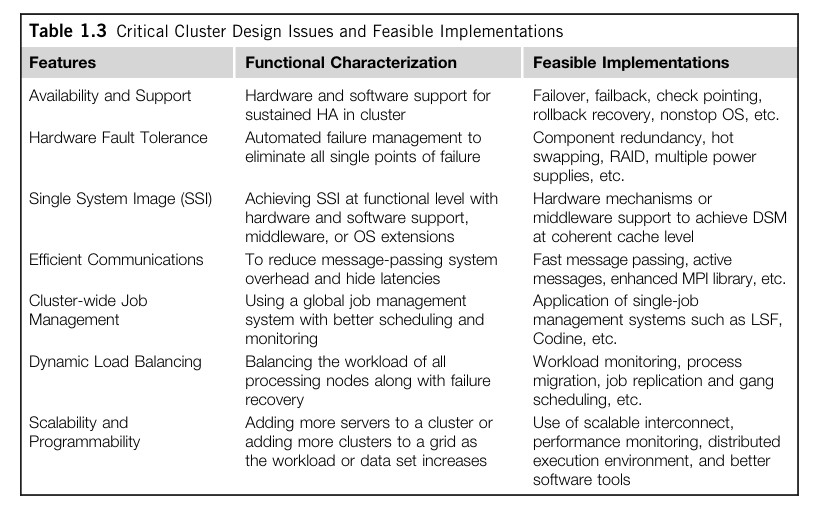 Table 1.3 Critical Cluster Design Issues and Feasible Implementations
Features Functional Characterization Feasible Implementations
Availability and Support Hardware and software support for Failover, failback, check pointing,
sustained HA in cluster rollback recovery, nonstop OS, etc.
Hardware Fault Tolerance Automated failure management to Component redundancy, hot
eliminate all single points of failure swapping, RAID, multiple power
supplies, etc.
Single System Image (SSI) Achieving SSI at functional level with Hardware mechanisms or
hardware and software support, middleware support to achieve DSM
middleware, or OS extensions at coherent cache level
Efficient Communications To reduce message-passing system Fast message passing, active
overhead and hide latencies messages, enhanced MPI library, etc.
Cluster-wide Job Using a global job management Application of single-job
Management system with better scheduling and management systems such as LSF,
monitoring Codine, etc.
Dynamic Load Balancing Balancing the workload of all Workload monitoring, process
processing nodes along with failure migration, job replication and gang
recovery scheduling, etc.
Scalability and Adding more servers to a cluster or Use of scalable interconnect,
Programmability adding more clusters to a grid as performance monitoring, distributed
the workload or data set increases execution environment, and better
software tools